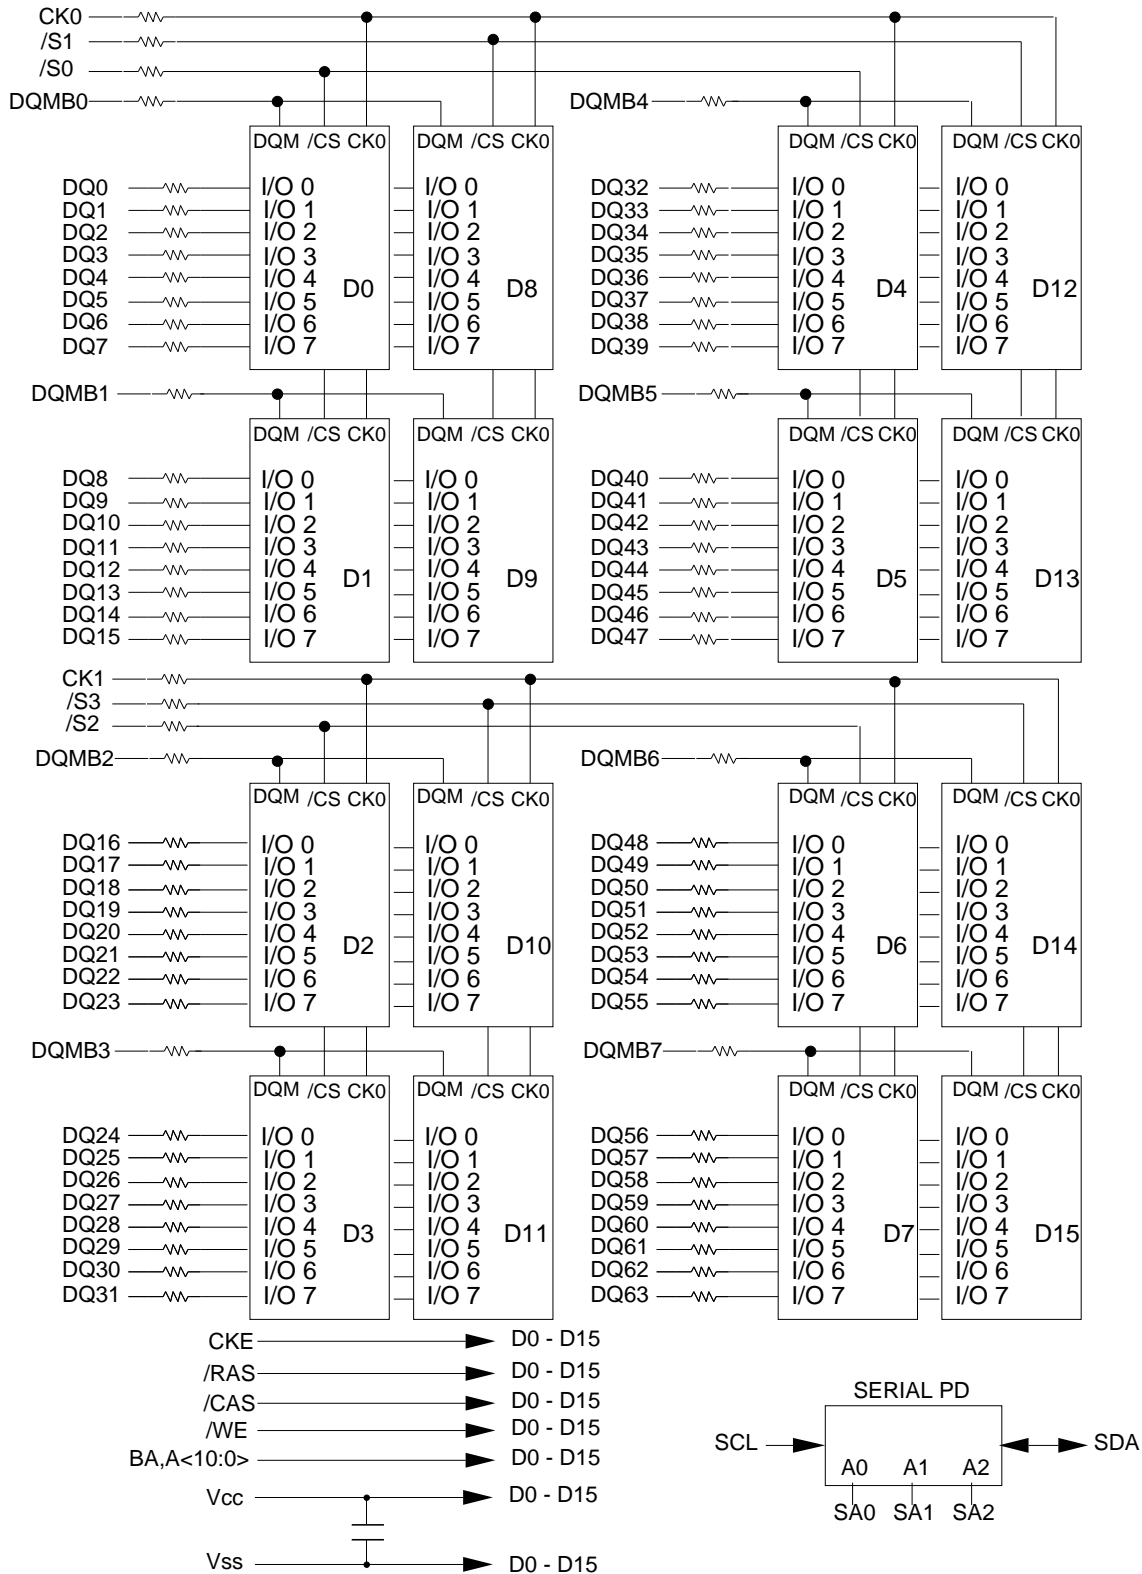 CK0
/S1
/S0
DQMB0 DQMB4
DQM /CS CK0 DQM /CS CK0 DQM /CS CK0 DQM /CS CK0
DQ0 I/O 0 I/O 0 DQ32 I/O 0 I/O 0
DQ1 I/O 1 I/O 1 DQ33 I/O 1 I/O 1
DQ2 I/O 2 I/O 2 DQ34 I/O 2 I/O 2
DQ3 I/O 3 I/O 3 DQ35 I/O 3 I/O 3
DQ4 I/O 4 I/O 4 DQ36 I/O 4 I/O 4
D0 D8 D4 D12
DQ5 I/O 5 I/O 5 DQ37 I/O 5 I/O 5
DQ6 I/O 6 I/O 6 DQ38 I/O 6 I/O 6
DQ7 I/O 7 I/O 7 DQ39 I/O 7 I/O 7
DQMB1 DQMB5
DQM /CS CK0 DQM /CS CK0 DQM /CS CK0 DQM /CS CK0
DQ8 I/O 0 I/O 0 DQ40 I/O 0 I/O 0
DQ9 I/O 1 I/O 1 DQ41 I/O 1 I/O 1
DQ10 I/O 2 I/O 2 DQ42 I/O 2 I/O 2
DQ11 I/O 3 I/O 3 DQ43 I/O 3 I/O 3
DQ12 I/O 4 I/O 4 DQ44 I/O 4 I/O 4
D1 D9 D5 D13
DQ13 I/O 5 I/O 5 DQ45 I/O 5 I/O 5
DQ14 I/O 6 I/O 6 DQ46 I/O 6 I/O 6
DQ15 I/O 7 I/O 7 DQ47 I/O 7 I/O 7
CK1
/S3
/S2
DQMB2 DQMB6
DQM /CS CK0 DQM /CS CK0 DQM /CS CK0 DQM /CS CK0
DQ16 I/O 0 I/O 0 DQ48 I/O 0 I/O 0
DQ17 I/O 1 I/O 1 DQ49 I/O 1 I/O 1
DQ18 I/O 2 I/O 2 DQ50 I/O 2 I/O 2
DQ19 I/O 3 I/O 3 DQ51 I/O 3 I/O 3
DQ20 I/O 4 I/O 4 DQ52 I/O 4 I/O 4
D2 D10 D6 D14
DQ21 I/O 5 I/O 5 DQ53 I/O 5 I/O 5
DQ22 I/O 6 I/O 6 DQ54 I/O 6 I/O 6
DQ23 I/O 7 I/O 7 DQ55 I/O 7 I/O 7
DQMB3 DQMB7
DQM /CS CK0 DQM /CS CK0 DQM /CS CK0 DQM /CS CK0
DQ24 I/O 0 I/O 0 DQ56 I/O 0 I/O 0
DQ25 I/O 1 I/O 1 DQ57 I/O 1 I/O 1
DQ26 I/O 2 I/O 2 DQ58 I/O 2 I/O 2
DQ27 I/O 3 I/O 3 DQ59 I/O 3 I/O 3
DQ28 I/O 4 I/O 4 DQ60 I/O 4 I/O 4
D3 D11 D7 D15
DQ29 I/O 5 I/O 5 DQ61 I/O 5 I/O 5
DQ30 I/O 6 I/O 6 DQ62 I/O 6 I/O 6
DQ31 I/O 7 I/O 7 DQ63 I/O 7 I/O 7
CKE D0 - D15
/RAS D0 - D15
/CAS D0 - D15
/WE D0 - D15
BA,A<10:0> D0 - D15
Vcc D0 - D15
Vss D0 - D15
SERIAL PD
SCL SDA
A0 A1 A2
SA0 SA1 SA2